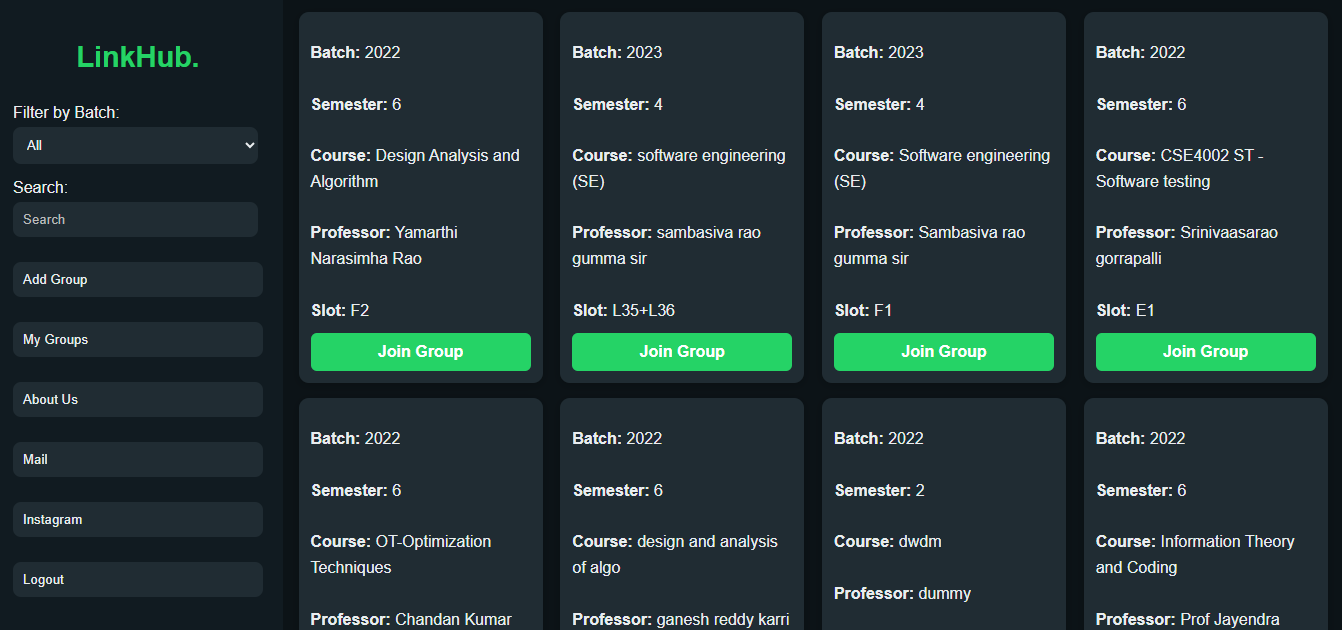 LinkHub.
Filter by Batch:
All
Search:
Search
Add Group
My Groups
About Us
Mail
Instagram
Logout
Batch: 2022
Semester: 6
Course: Design Analysis and
Algorithm
Professor: Yamarthi
Narasimha Rao
Slot: F2
Join Group
Batch: 2023
Semester: 4
Course: software engineering
(SE)
Professor: sambasiva rao
gumma sir
Slot: L35+L36
Join Group
Batch: 2023
Semester: 4
Course: Software engineering
(SE)
Professor: Sambasiva rao
gumma sir
Slot: F1
Join Group
Batch: 2022
Semester: 6
Course: CSE4002 ST -
Software testing
Professor: Srinivaasarao
gorrapalli
Slot: E1
Join Group
Batch: 2022
Semester: 6
Course: OT-Optimization
Techniques
Professor: Chandan Kumar
Batch: 2022
Semester: 6
Course: design and analysis
of algo
Professor: ganesh reddy karri
Batch: 2022
Semester: 2
Course: dwdm
Professor: dummy
Batch: 2022
Semester: 6
Course: Information Theory
and Coding
Professor: Prof Jayendra